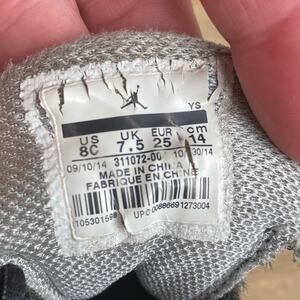 YS
US UK EUR cm
8C 7.5 25 14
09/10/14 311072-00 10/30/14
MADE IN CHINA
FABRIQUE EN CHINE
UPC 00886691273004